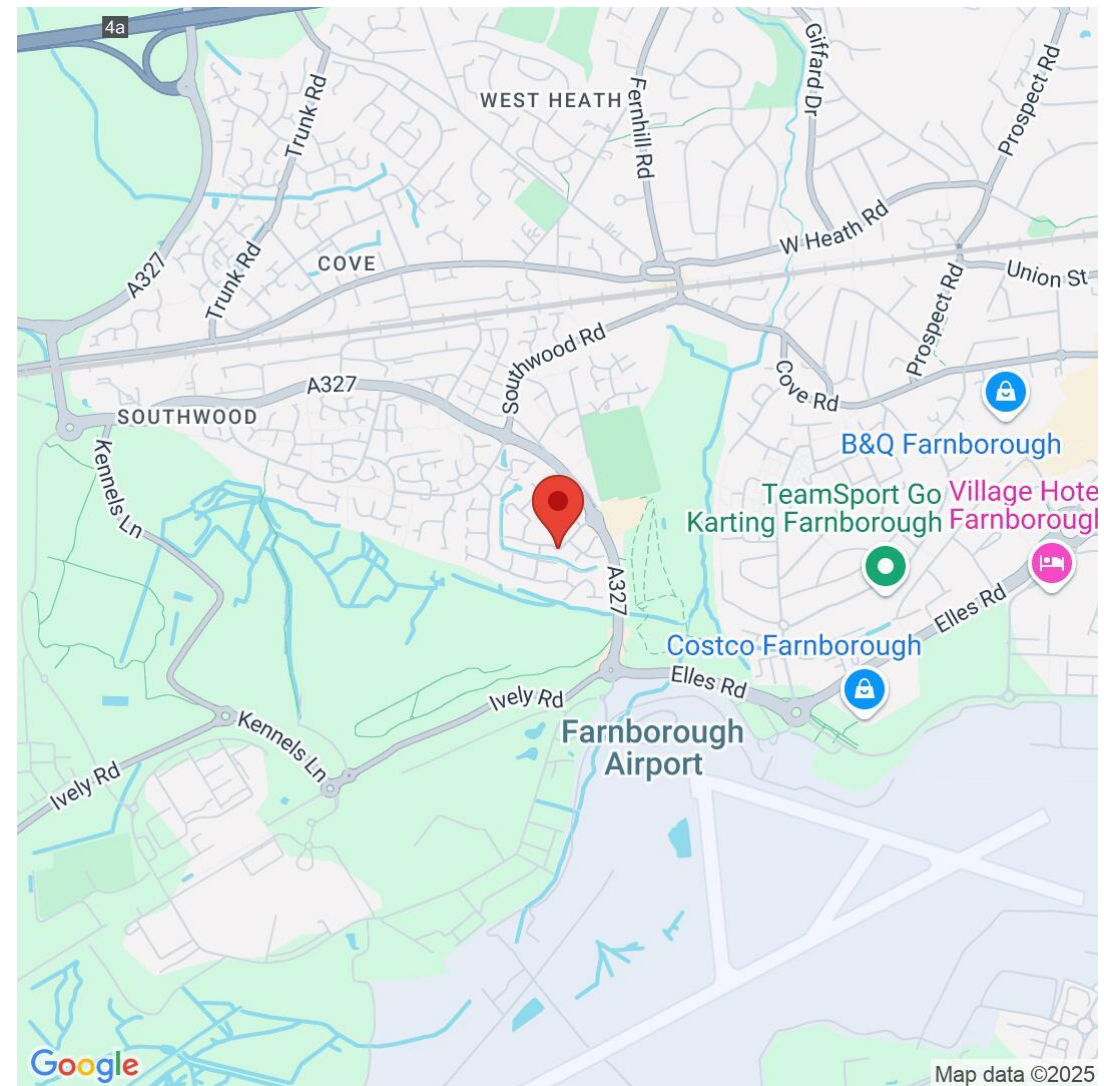 4a
WEST HEATH
Giffard Dr
Prospect Rd
Trunk Rd
Fernhill Rd
W Heath Rd
COVE
A327
Trunk Rd
Union St
Prospect Rd
Southwood Rd
A327
Cove Rd
SOUTHWOOD
B&Q Farnborough
Kennels Ln
TeamSport Go
Karting Farnborough
Village Hote
Farnborough
A327
Elles Rd
Costco Farnborough
Elles Rd
Ively Rd
Kennels Ln
Farnborough
Airport
Ively Rd
Google
Map data ©2025